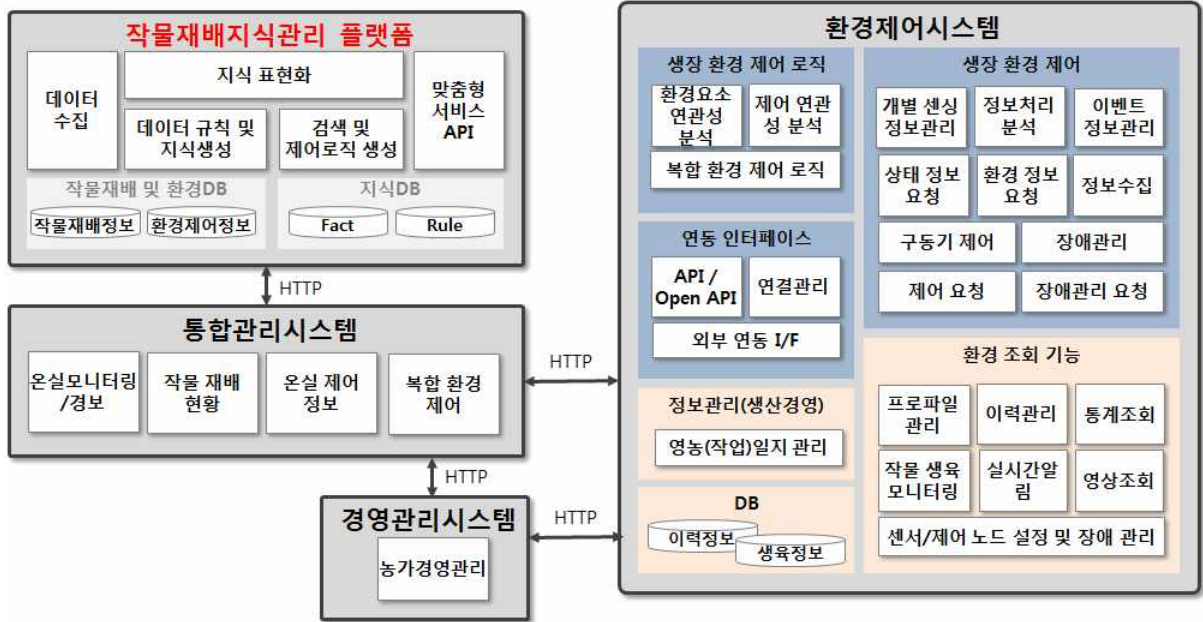 작물재배지식관리 플랫폼
데이터
수집
지식 표현화
맞춤형
서비스
API
데이터 규칙 및
지식생성
검색 및
제어로직 생성
작물재배 및 환경DB
작물재배정보
환경제어정보
지식DB
Fact
Rule
HTTP
통합관리시스템
온실모니터링
/경보
작물 재배
현황
온실 제어
정보
복합 환경
제어
HTTP
HTTP
경영관리시스템
농가경영관리
HTTP
환경제어시스템
생장 환경 제어 로직
환경요소
연관성
분석
제어 연관
성 분석
복합 환경 제어 로직
연동 인터페이스
API /
Open API
연결관리
외부 연동 I/F
정보관리(생산경영)
영농(작업)일지 관리
DB
이력정보
생육정보
생장 환경 제어
개별 센싱
정보관리
정보처리
분석
이벤트
정보관리
상태 정보
요청
환경 정보
요청
정보수집
구동기 제어
장애관리
제어 요청
장애관리 요청
환경 조회 기능
프로파일
관리
이력관리
통계조회
작물 생육
모니터링
실시간알
림
영상조회
센서/제어 노드 설정 및 장애 관리